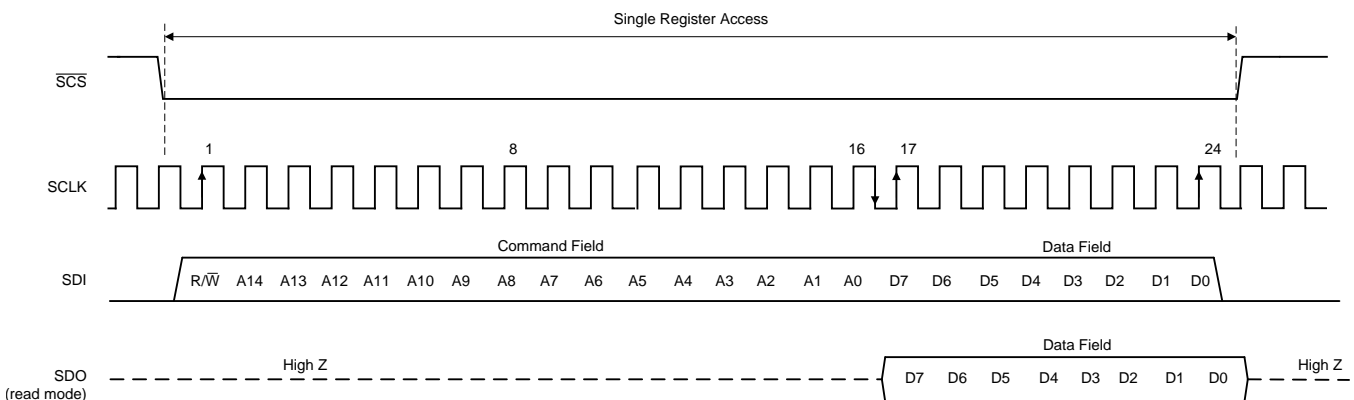 Single Register Access
SCS
1 8 16 17 24
SCLK
Command Field Data Field
SDI R/W A14 A13 A12 A11 A10 A9 A8 A7 A6 A5 A4 A3 A2 A1 A0 D7 D6 D5 D4 D3 D2 D1 D0
Data Field
High Z High Z
SDO D7 D6 D5 D4 D3 D2 D1 D0
(read mode)